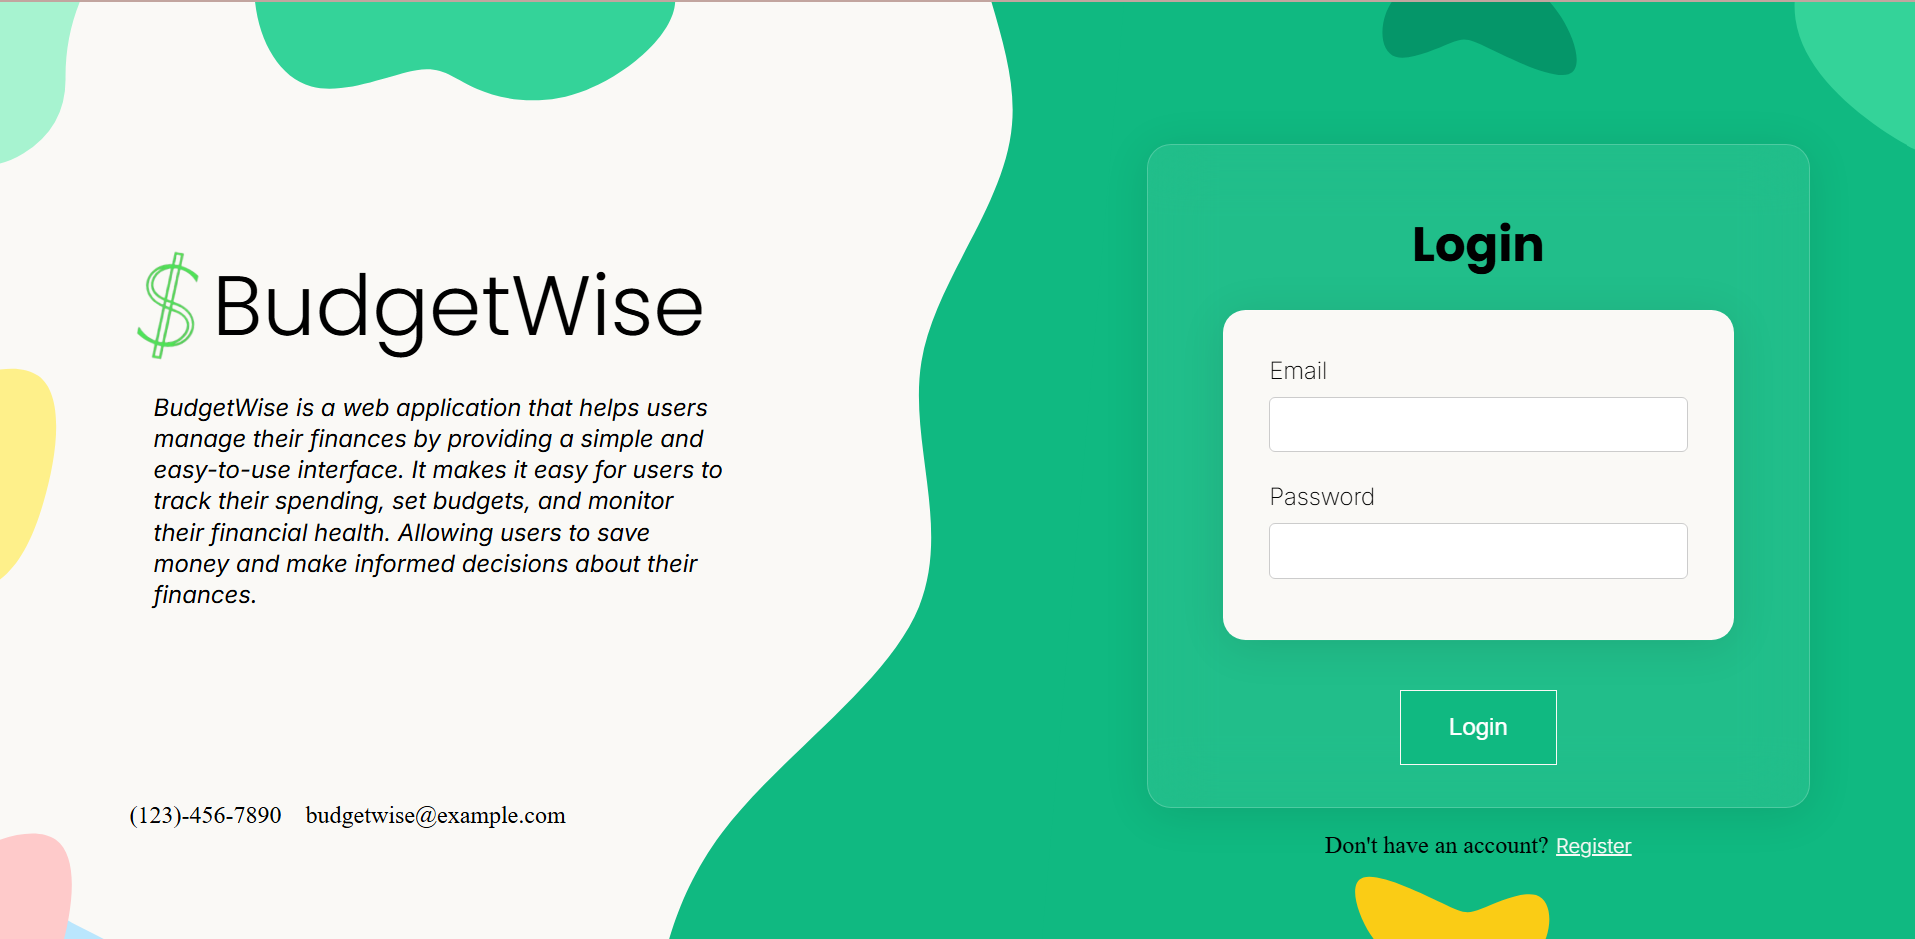 $BudgetWise
BudgetWise is a web application that helps users
manage their finances by providing a simple and
easy-to-use interface. It makes it easy for users to
track their spending, set budgets, and monitor
their financial health. Allowing users to save
money and make informed decisions about their
finances.
(123)-456-7890 budgetwise@example.com
Login
Email
Password
Login
Don't have an account? Register